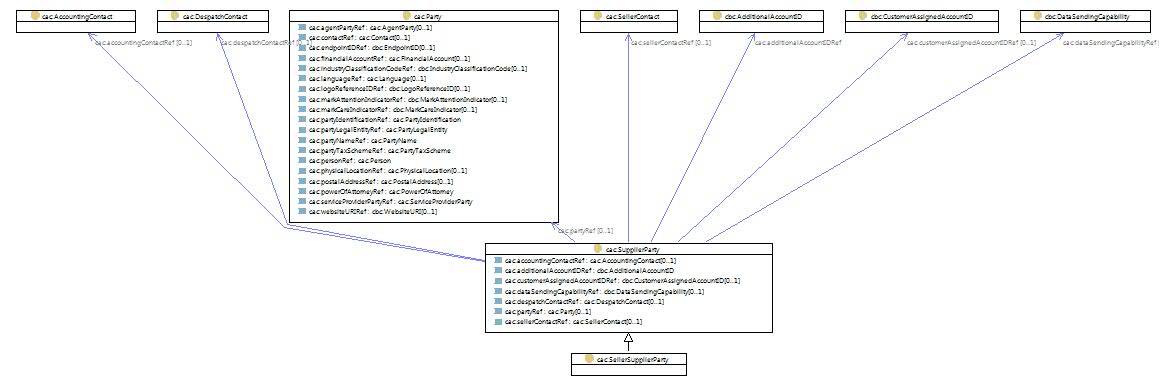 cac:AccountingContact
cac:DespatchContact
cac:Party
cac:SellerContact
cbc:AdditionalAccountID
cbc:CustomerAssignedAccountID
cbc:DataSendingCapability
cac:agentPartyRef : cac:AgentParty[0..1]
cac:contactRef : cac:Contact[0..1]
cac:endpointIDRef : cbc:EndpointID[0..1]
cac:financialAccountRef : cac:FinancialAccount[0..1]
cac:industryClassificationCodeRef : cbc:IndustryClassificationCode[0..1]
cac:languageRef : cac:Language[0..1]
cac:logoReferenceIDRef : cbc:LogoReferenceID[0..1]
cac:markAttentionIndicatorRef : cbc:MarkAttentionIndicator[0..1]
cac:markCareIndicatorRef : cbc:MarkCareIndicator[0..1]
cac:partyIdentificationRef : cac:PartyIdentification
cac:partyLegalEntityRef : cac:PartyLegalEntity
cac:partyNameRef : cac:PartyName
cac:partyTaxSchemeRef : cac:PartyTaxScheme
cac:personRef : cac:Person
cac:physicalLocationRef : cac:PhysicalLocation[0..1]
cac:postalAddressRef : cac:PostalAddress[0..1]
cac:powerOfAttorneyRef : cac:PowerOfAttorney
cac:serviceProviderPartyRef : cac:ServiceProviderParty
cac:websiteURIRef : cbc:WebsiteURI[0..1]
cac:accountingContactRef [0..1]
cac:despatchContactRef [0..1]
cac:sellerContactRef [0..1]
cac:additionalAccountIDRef
cac:customerAssignedAccountIDRef [0..1]
cac:dataSendingCapabilityRef
cac:partyRef [0..1]
cac:SupplierParty
cac:accountingContactRef : cac:AccountingContact[0..1]
cac:additionalAccountIDRef : cbc:AdditionalAccountID
cac:customerAssignedAccountIDRef : cbc:CustomerAssignedAccountID[0..1]
cac:dataSendingCapabilityRef : cbc:DataSendingCapability[0..1]
cac:despatchContactRef : cac:DespatchContact[0..1]
cac:partyRef : cac:Party[0..1]
cac:sellerContactRef : cac:SellerContact[0..1]
cac:SellerSupplierParty